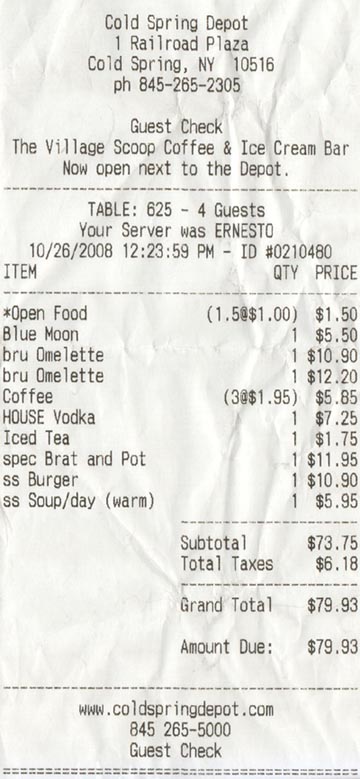 Cold Spring Depot
1 Railroad Plaza
Cold Spring, NY 10516
ph 845-265-2305
Guest Check
The Village Scoop Coffee & Ice Cream Bar
Now open next to the Depot.
TABLE: 625 - 4 Guests
Your Server was ERNESTO
10/26/2008 12:23:59 PM - ID #0210480
ITEM QTY PRICE
*Open Food (1.5@$1.00) $1.50
Blue Moon 1 $5.50
bru Omelette 1 $10.90
bru Omelette 1 $12.20
Coffee (3@$1.95) $5.85
HOUSE Vodka 1 $7.25
Iced Tea 1 $1.75
spec Brat and Pot 1 $11.95
ss Burger 1 $10.90
ss Soup/day (warm) 1 $5.95
Subtotal $73.75
Total Taxes $6.18
Grand Total $79.93
Amount Due: $79.93
www.coldspringdepot.com
845 265-5000
Guest Check